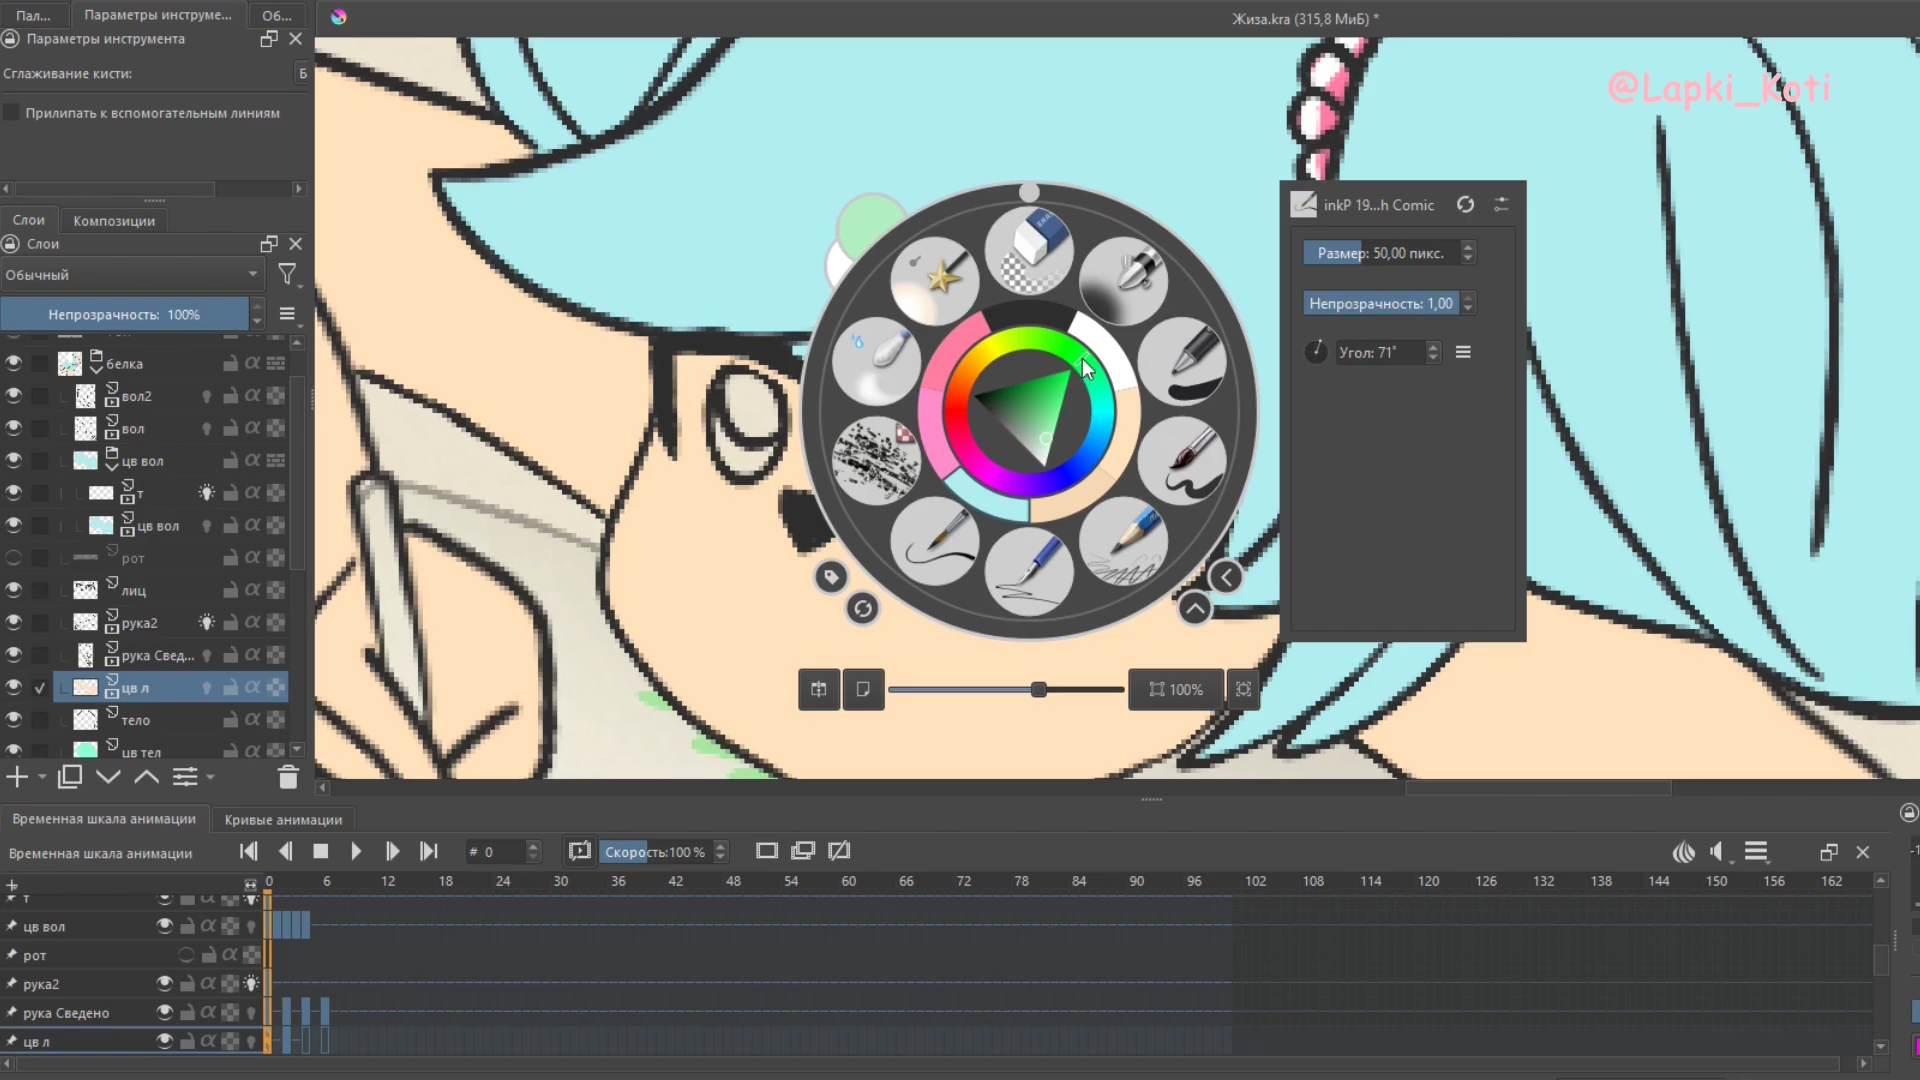 Пал...
Параметры инструме...
Об...
Жиза.kra (315,8 МиБ) *
Параметры инструмента
Сглаживание кисти:
Б
Прилипать к вспомогательным линиям
@Lapki_Koti
Слои
Композиции
Слои
Обычный
Непрозрачность: 100%
белка
вол2
вол
цв вол
т
цв вол
рот
лиц
рука2
рука Свед...
цв л
тело
цв тел
inkP 19...h Comic
Размер: 50,00 пикс.
Непрозрачность: 1,00
Угол: 71°
100%
Временная шкала анимации
Кривые анимации
Временная шкала анимации
# 0
Скорость:100 %
0 6 12 18 24 30 36 42 48 54 60 66 72 78 84 90 96 102 108 114 120 126 132 138 144 150 156 162
т
цв вол
рот
рука2
рука Сведено
цв л